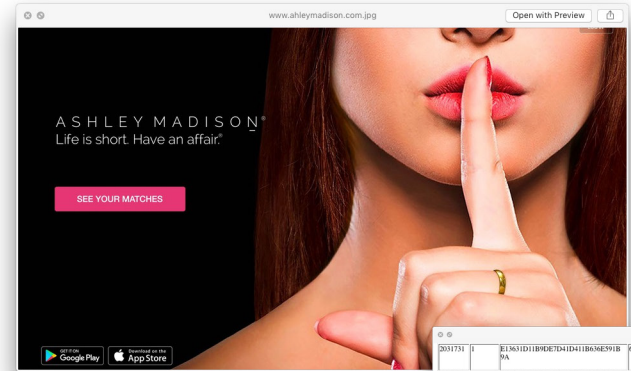 www.ahleymadison.com.jpg
Open with Preview
ASHLEY MADISON®
Life is short. Have an affair.®
SEE YOUR MATCHES
GET IT ON
Google Play
Download on the
App Store
2031731 1 E13631D11B9DE7D41D411B636E591B
9A